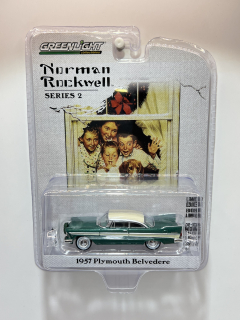 GREENLIGHT
Norman
Rockwell
SERIES 2
1957 Plymouth Belvedere